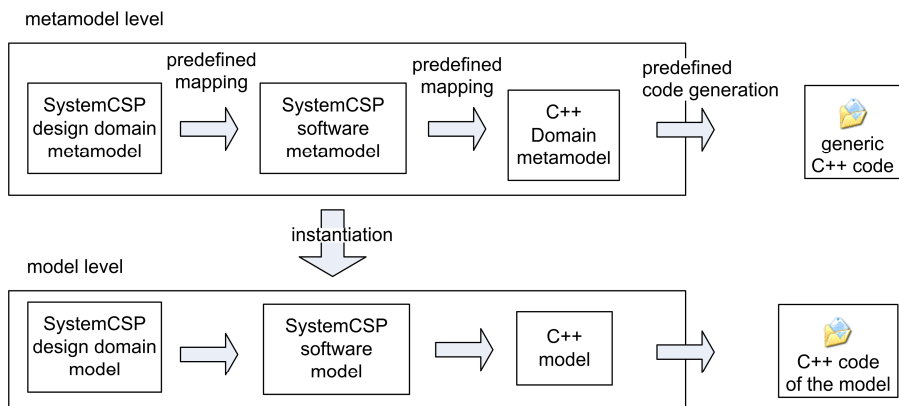 metamodel level
predefined
mapping
predefined
mapping
predefined
code generation
SystemCSP
design domain
metamodel
SystemCSP
software
metamodel
C++
Domain
metamodel
generic
C++ code
instantiation
model level
SystemCSP
design domain
model
SystemCSP
software
model
C++
model
C++ code
of the model